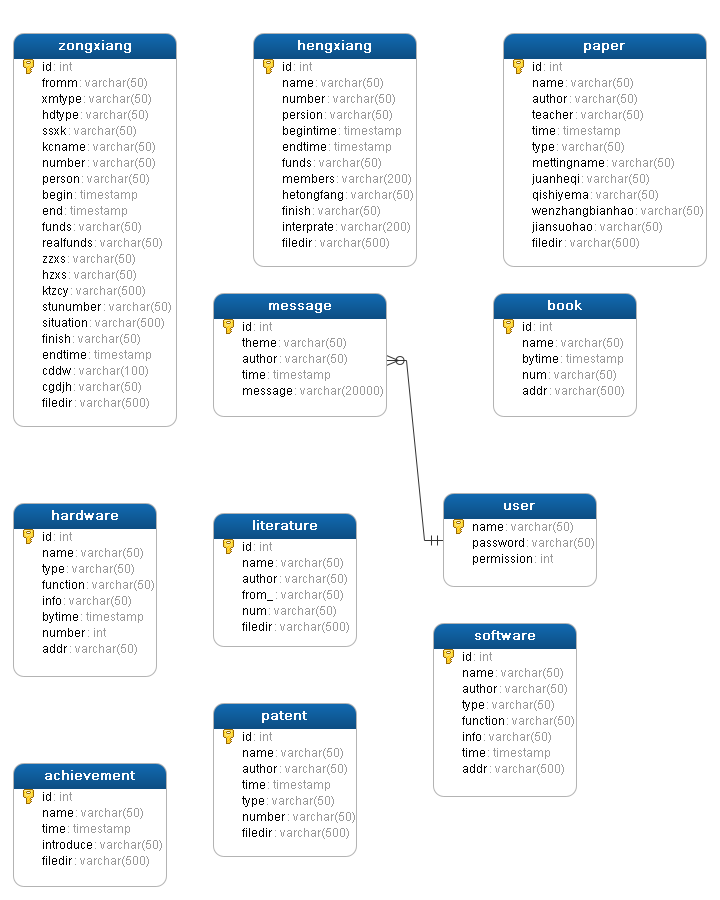 zongxiang
id: int
fromm: varchar(50)
xmtype: varchar(50)
hdtype: varchar(50)
ssxk: varchar(50)
kcname: varchar(50)
number: varchar(50)
person: varchar(50)
begin: timestamp
end: timestamp
funds: varchar(50)
realfunds: varchar(50)
zzxs: varchar(50)
hzxs: varchar(50)
ktzcy: varchar(500)
stunumber: varchar(50)
situation: varchar(500)
finish: varchar(50)
endtime: timestamp
cddw: varchar(100)
cgdjh: varchar(50)
filedir: varchar(500)
hengxiang
id: int
name: varchar(50)
number: varchar(50)
persion: varchar(50)
begintime: timestamp
endtime: timestamp
funds: varchar(50)
members: varchar(200)
hetongfang: varchar(50)
finish: varchar(50)
interprate: varchar(200)
filedir: varchar(500)
paper
id: int
name: varchar(50)
author: varchar(50)
teacher: varchar(50)
time: timestamp
type: varchar(50)
mettingname: varchar(50)
juanheqi: varchar(50)
qishiyema: varchar(50)
wenzhangbianhao: varchar(50)
jiansuohao: varchar(50)
filedir: varchar(500)
message
id: int
theme: varchar(50)
author: varchar(50)
time: timestamp
message: varchar(20000)
book
id: int
name: varchar(50)
bytime: timestamp
num: varchar(50)
addr: varchar(500)
hardware
id: int
name: varchar(50)
type: varchar(50)
function: varchar(50)
info: varchar(50)
bytime: timestamp
number: int
addr: varchar(50)
literature
id: int
name: varchar(50)
author: varchar(50)
from_: varchar(50)
num: varchar(50)
filedir: varchar(500)
user
name: varchar(50)
password: varchar(50)
permission: int
software
id: int
name: varchar(50)
author: varchar(50)
type: varchar(50)
function: varchar(50)
info: varchar(50)
time: timestamp
addr: varchar(500)
patent
id: int
name: varchar(50)
author: varchar(50)
time: timestamp
type: varchar(50)
number: varchar(50)
filedir: varchar(500)
achievement
id: int
name: varchar(50)
time: timestamp
introduce: varchar(50)
filedir: varchar(500)